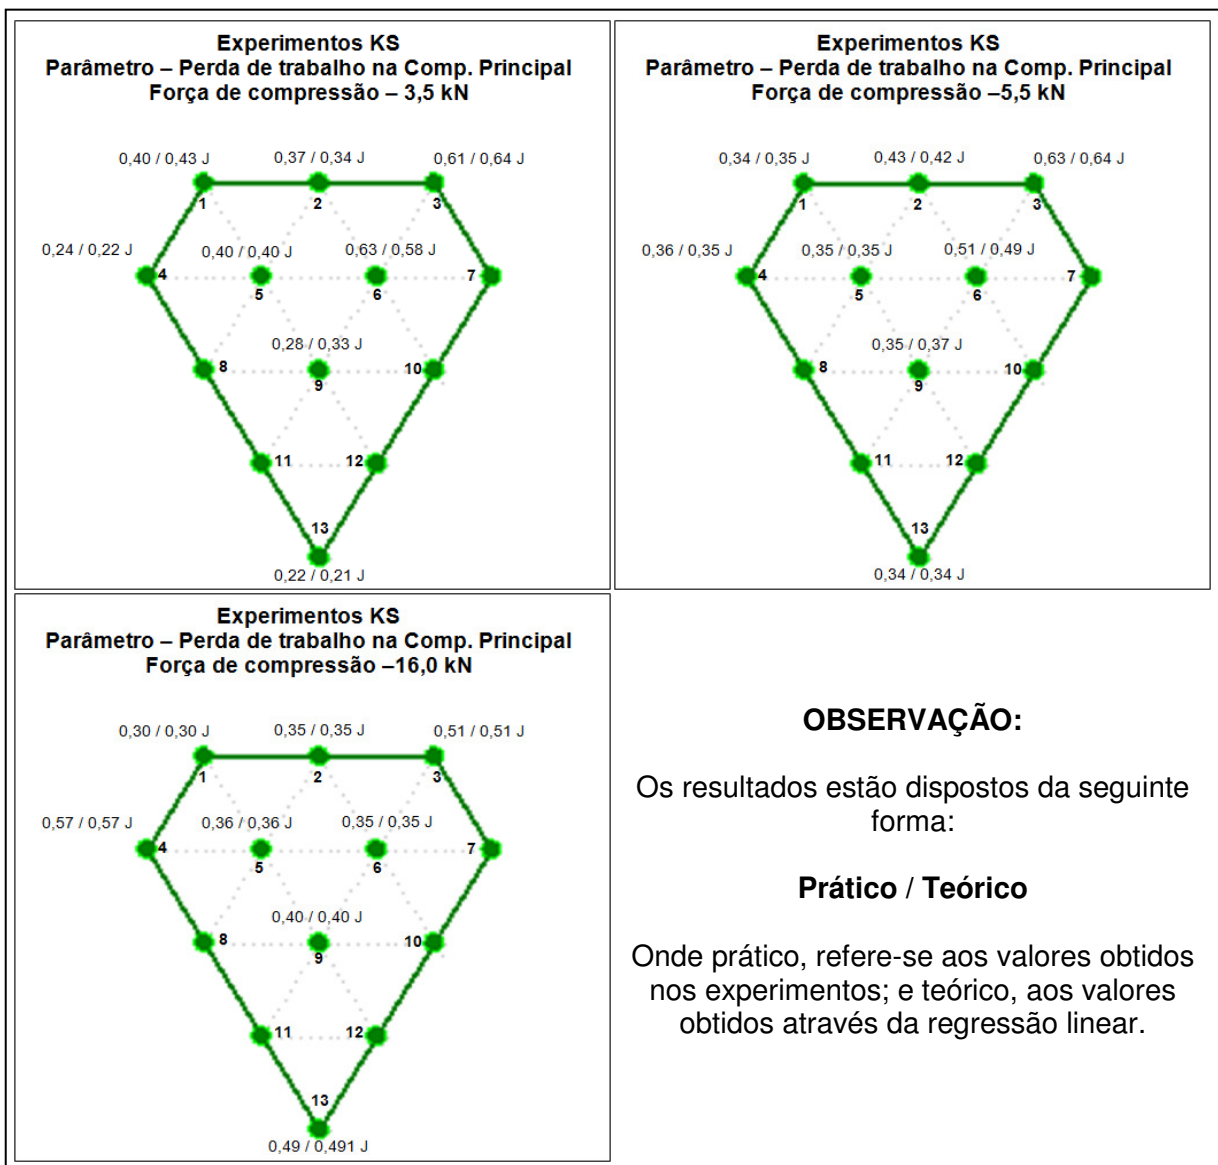 Experimentos KS
Parâmetro – Perda de trabalho na Comp. Principal
Força de compressão – 3,5 kN
0,40 / 0,43 J 0,37 / 0,34 J 0,61 / 0,64 J
1 2 3
0,24 / 0,22 J 0,40 / 0,40 J 0,63 / 0,58 J
4 5 6 7
0,28 / 0,33 J
8 9 10
11 12
13
0,22 / 0,21 J
Experimentos KS
Parâmetro – Perda de trabalho na Comp. Principal
Força de compressão –5,5 kN
0,34 / 0,35 J 0,43 / 0,42 J 0,63 / 0,64 J
1 2 3
0,36 / 0,35 J 0,35 / 0,35 J 0,51 / 0,49 J
4 5 6 7
0,35 / 0,37 J
8 9 10
11 12
13
0,34 / 0,34 J
Experimentos KS
Parâmetro – Perda de trabalho na Comp. Principal
Força de compressão –16,0 kN
0,30 / 0,30 J 0,35 / 0,35 J 0,51 / 0,51 J
1 2 3
0,57 / 0,57 J 0,36 / 0,36 J 0,35 / 0,35 J
4 5 6 7
0,40 / 0,40 J
8 9 10
11 12
13
0,49 / 0,491 J
OBSERVAÇÃO:
Os resultados estão dispostos da seguinte
forma:
Prático / Teórico
Onde prático, refere-se aos valores obtidos
nos experimentos; e teórico, aos valores
obtidos através da regressão linear.